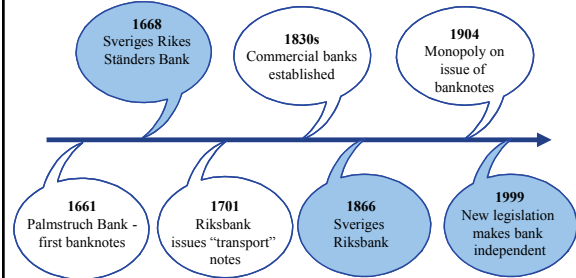 1668
Sveriges Rikes
Ständers Bank
1830s
Commercial banks
established
1904
Monopoly on
issue of
banknotes
1661
Palmstruch Bank -
first banknotes
1701
Riksbank
issues “transport”
notes
1866
Sveriges
Riksbank
1999
New legislation
makes bank
independent